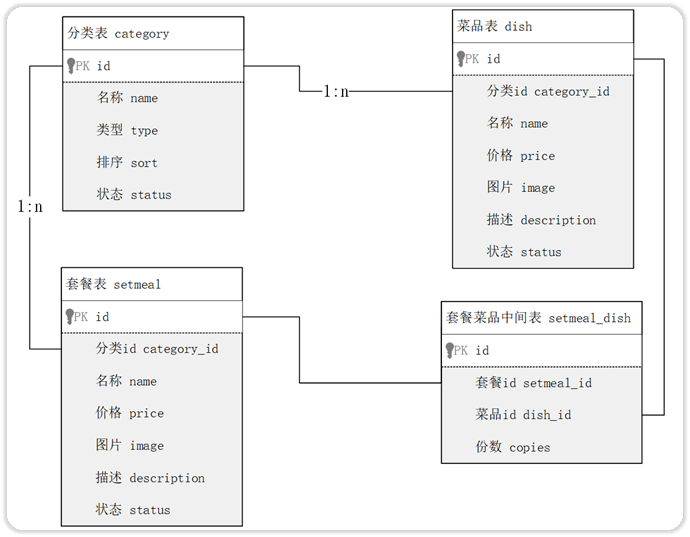 分类表 category
PK id
名称 name
类型 type
排序 sort
状态 status
菜品表 dish
PK id
分类id category_id
名称 name
价格 price
图片 image
描述 description
状态 status
1:n
1:n
套餐表 setmeal
PK id
分类id category_id
名称 name
价格 price
图片 image
描述 description
状态 status
套餐菜品中间表 setmeal_dish
PK id
套餐id setmeal_id
菜品id dish_id
份数 copies